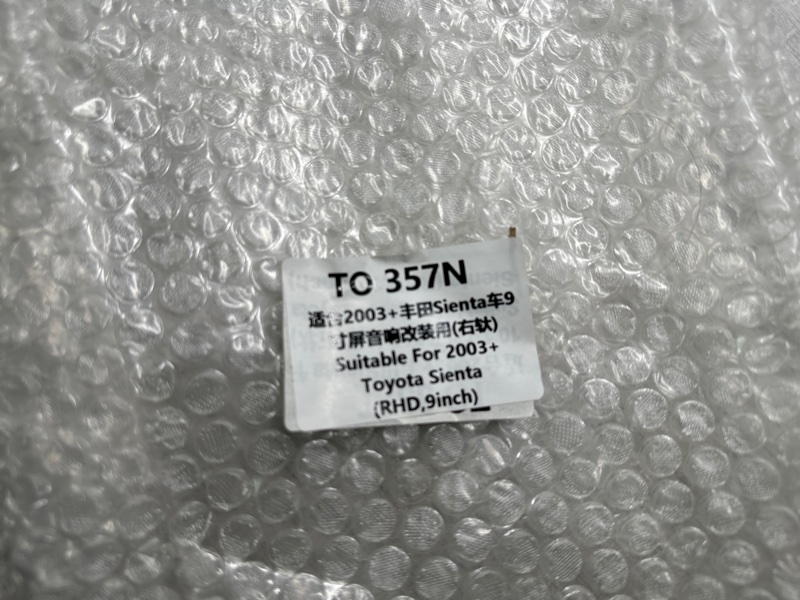 TO 357N
适合2003+丰田Sienta车9
寸屏音响改装用(右钛)
Suitable For 2003+
Toyota Sienta
(RHD,9inch)